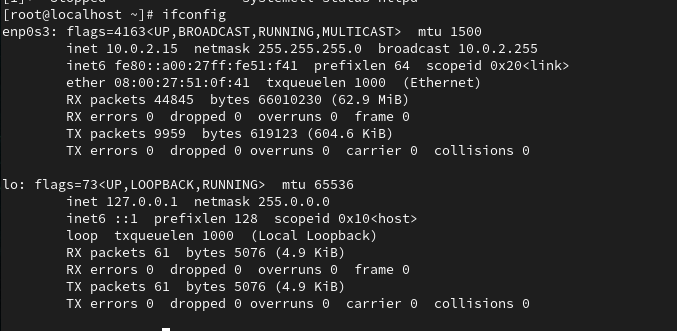 [root@localhost ~]# ifconfig
enp0s3: flags=4163<UP,BROADCAST,RUNNING,MULTICAST>  mtu 1500
        inet 10.0.2.15  netmask 255.255.255.0  broadcast 10.0.2.255
        inet6 fe80::a00:27ff:fe51:f41  prefixlen 64  scopeid 0x20<link>
        ether 08:00:27:51:0f:41  txqueuelen 1000  (Ethernet)
        RX packets 44845  bytes 66010230 (62.9 MiB)
        RX errors 0  dropped 0  overruns 0  frame 0
        TX packets 9959  bytes 619123 (604.6 KiB)
        TX errors 0  dropped 0 overruns 0  carrier 0  collisions 0

lo: flags=73<UP,LOOPBACK,RUNNING>  mtu 65536
        inet 127.0.0.1  netmask 255.0.0.0
        inet6 ::1  prefixlen 128  scopeid 0x10<host>
        loop  txqueuelen 1000  (Local Loopback)
        RX packets 61  bytes 5076 (4.9 KiB)
        RX errors 0  dropped 0  overruns 0  frame 0
        TX packets 61  bytes 5076 (4.9 KiB)
        TX errors 0  dropped 0 overruns 0  carrier 0  collisions 0